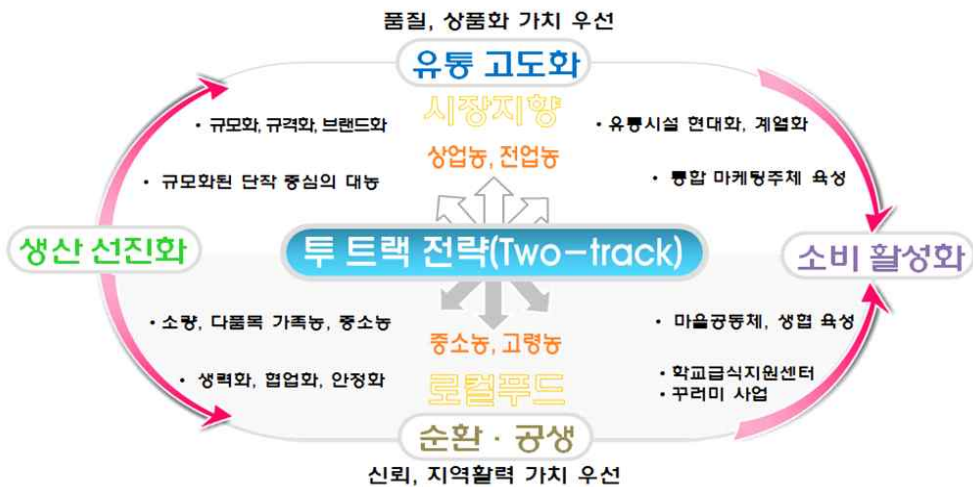 품질, 상품화 가치 우선
유통 고도화
시장지향
• 규모화, 규격화, 브랜드화
• 유통시설 현대화, 계열화
상업농, 전업농
• 규모화된 단작 중심의 대농
• 통합 마케팅주체 육성
생산 선진화
투 트랙 전략(Two-track)
소비 활성화
• 소량, 다품목 가족농, 중소농
• 마을공동체, 생협 육성
중소농, 고령농
• 생력화, 협업화, 안정화
• 학교급식지원센터
• 꾸러미 사업
로컬푸드
순환 · 공생
신뢰, 지역활력 가치 우선